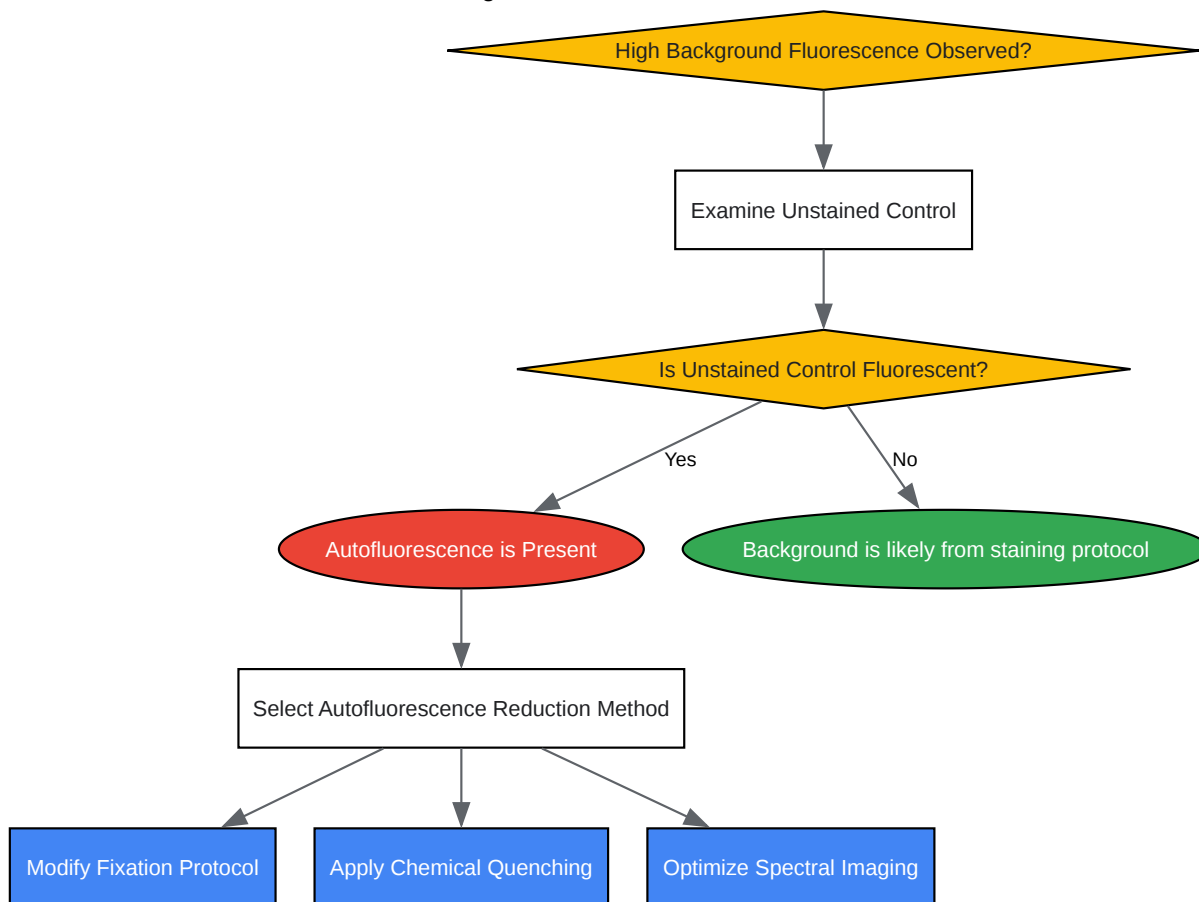 High Background Fluorescence Observed?
Examine Unstained Control
Is Unstained Control Fluorescent?
Yes
No
Autofluorescence is Present
Background is likely from staining protocol
Select Autofluorescence Reduction Method
Modify Fixation Protocol
Apply Chemical Quenching
Optimize Spectral Imaging